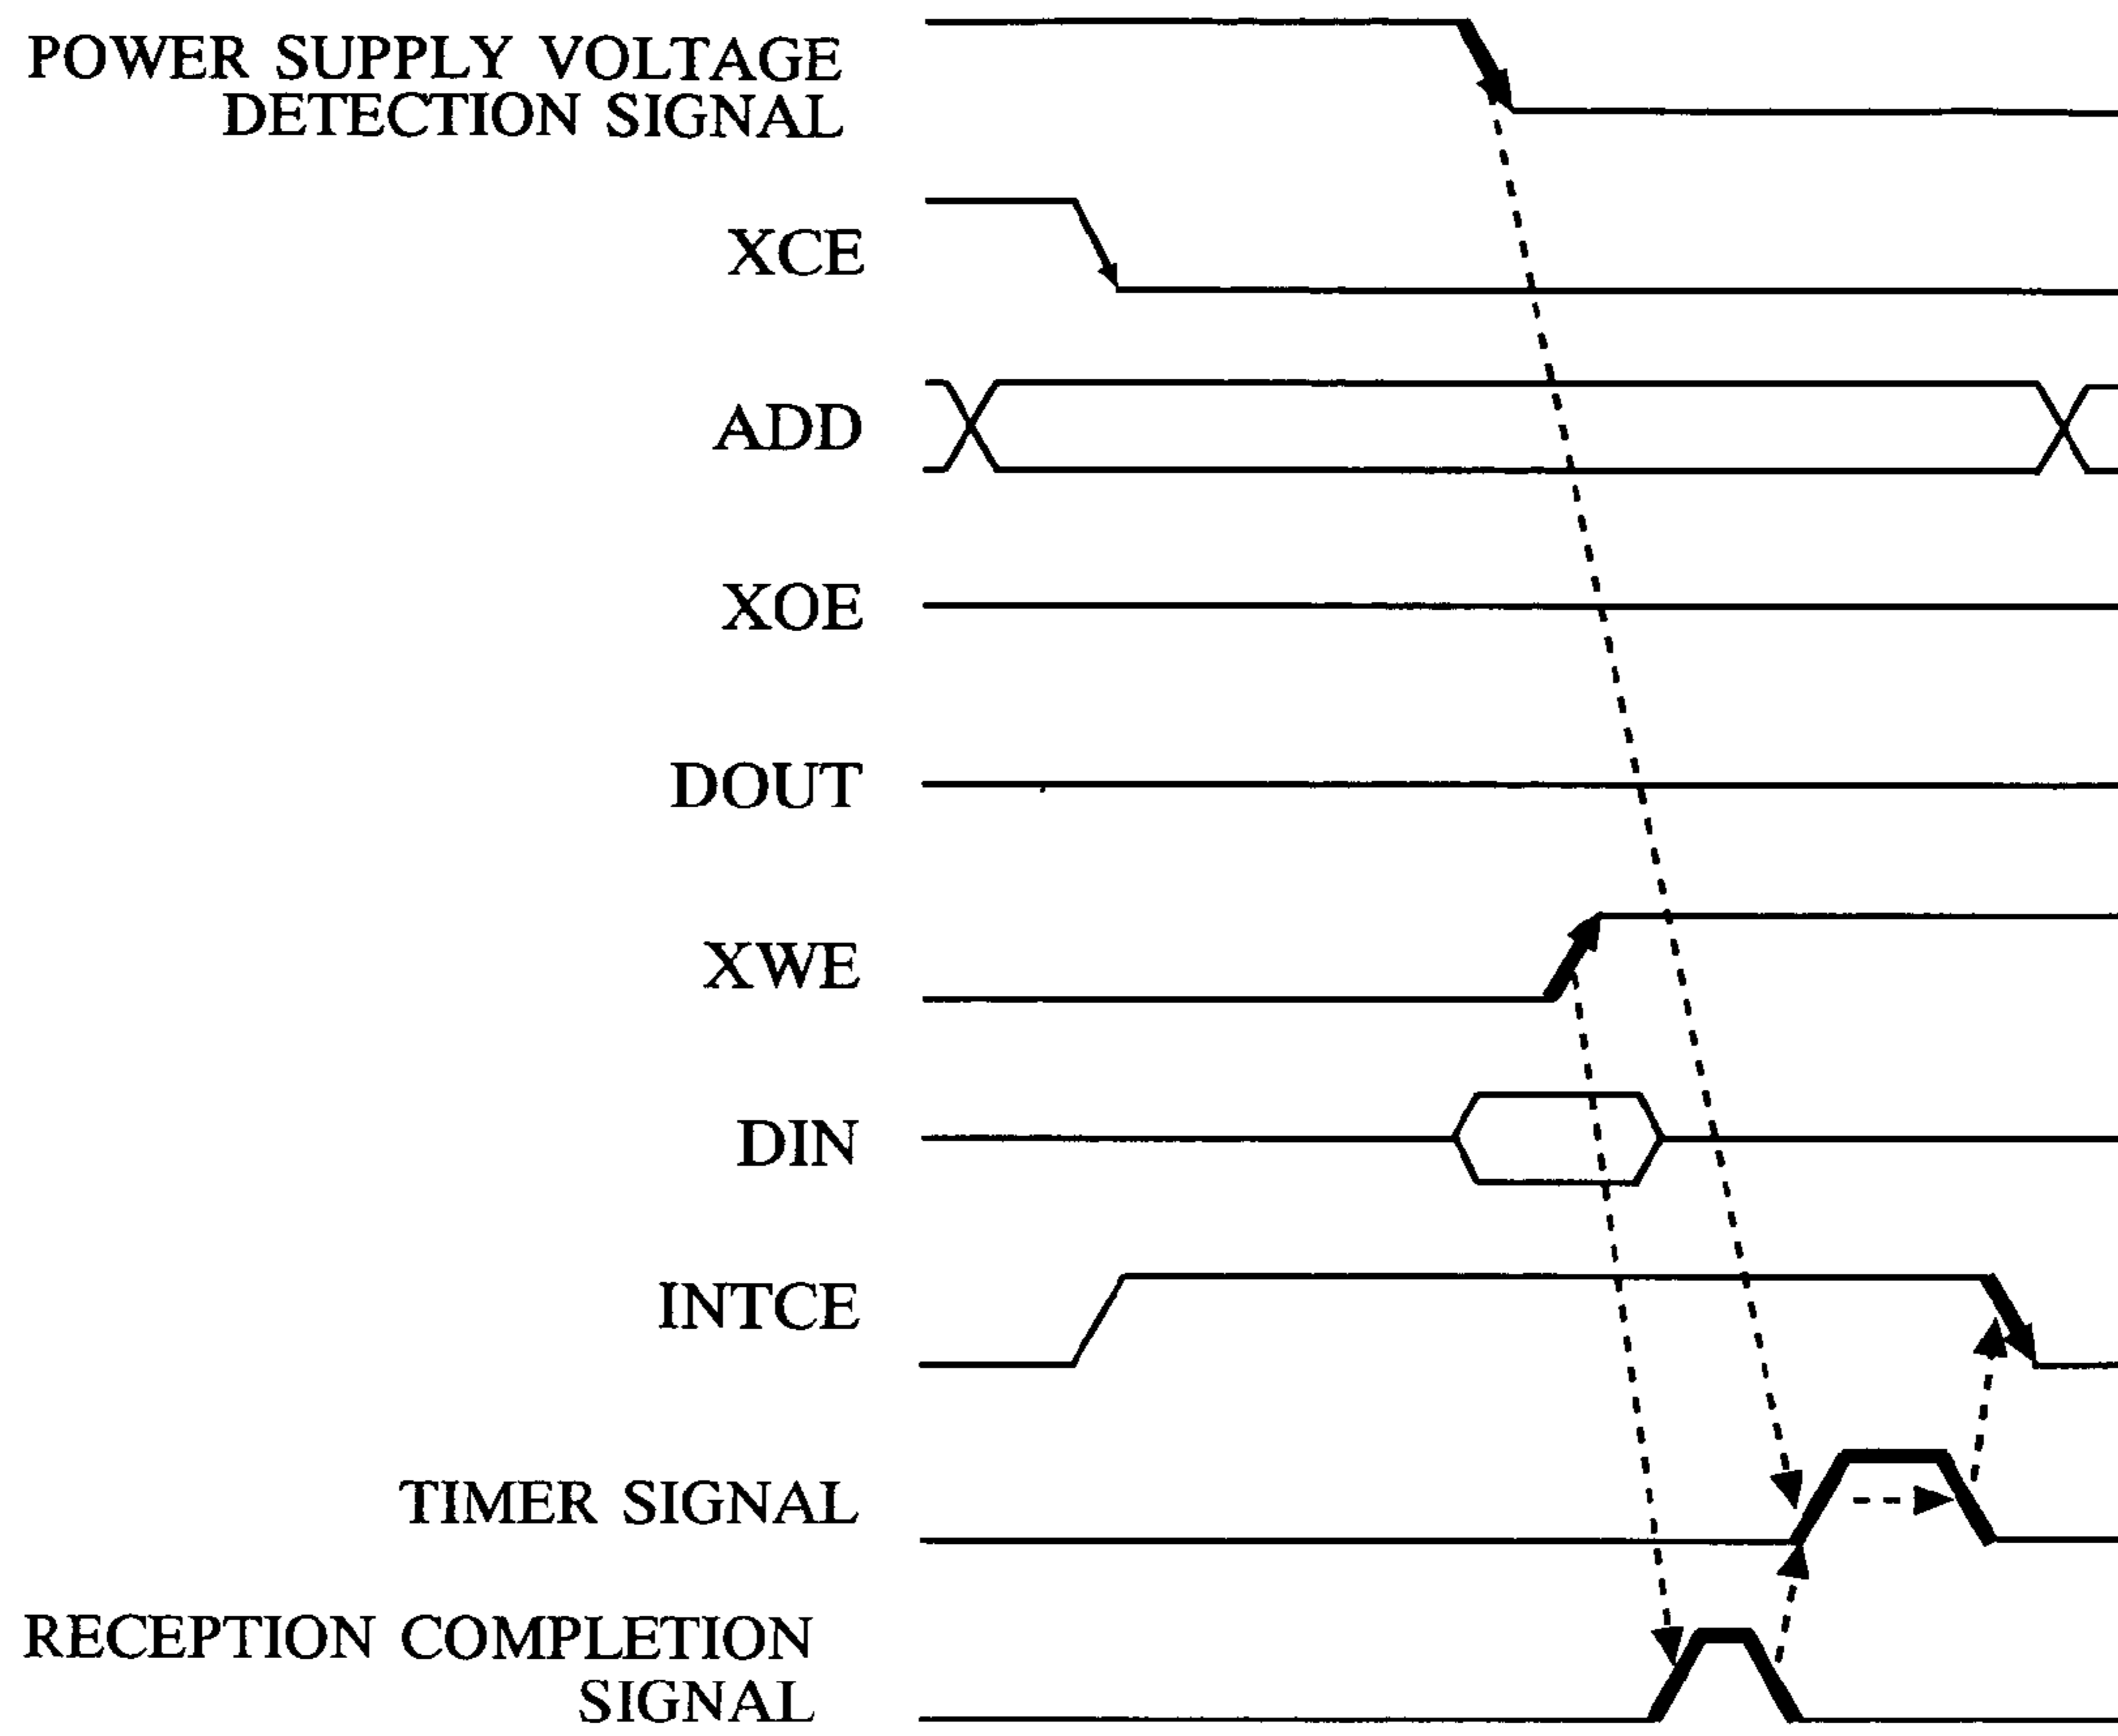 POWER SUPPLY VOLTAGE
DETECTION SIGNAL
XCE
ADD
XOE
DOUT
XWE
DIN
INTCE
TIMER SIGNAL
RECEPTION COMPLETION
SIGNAL